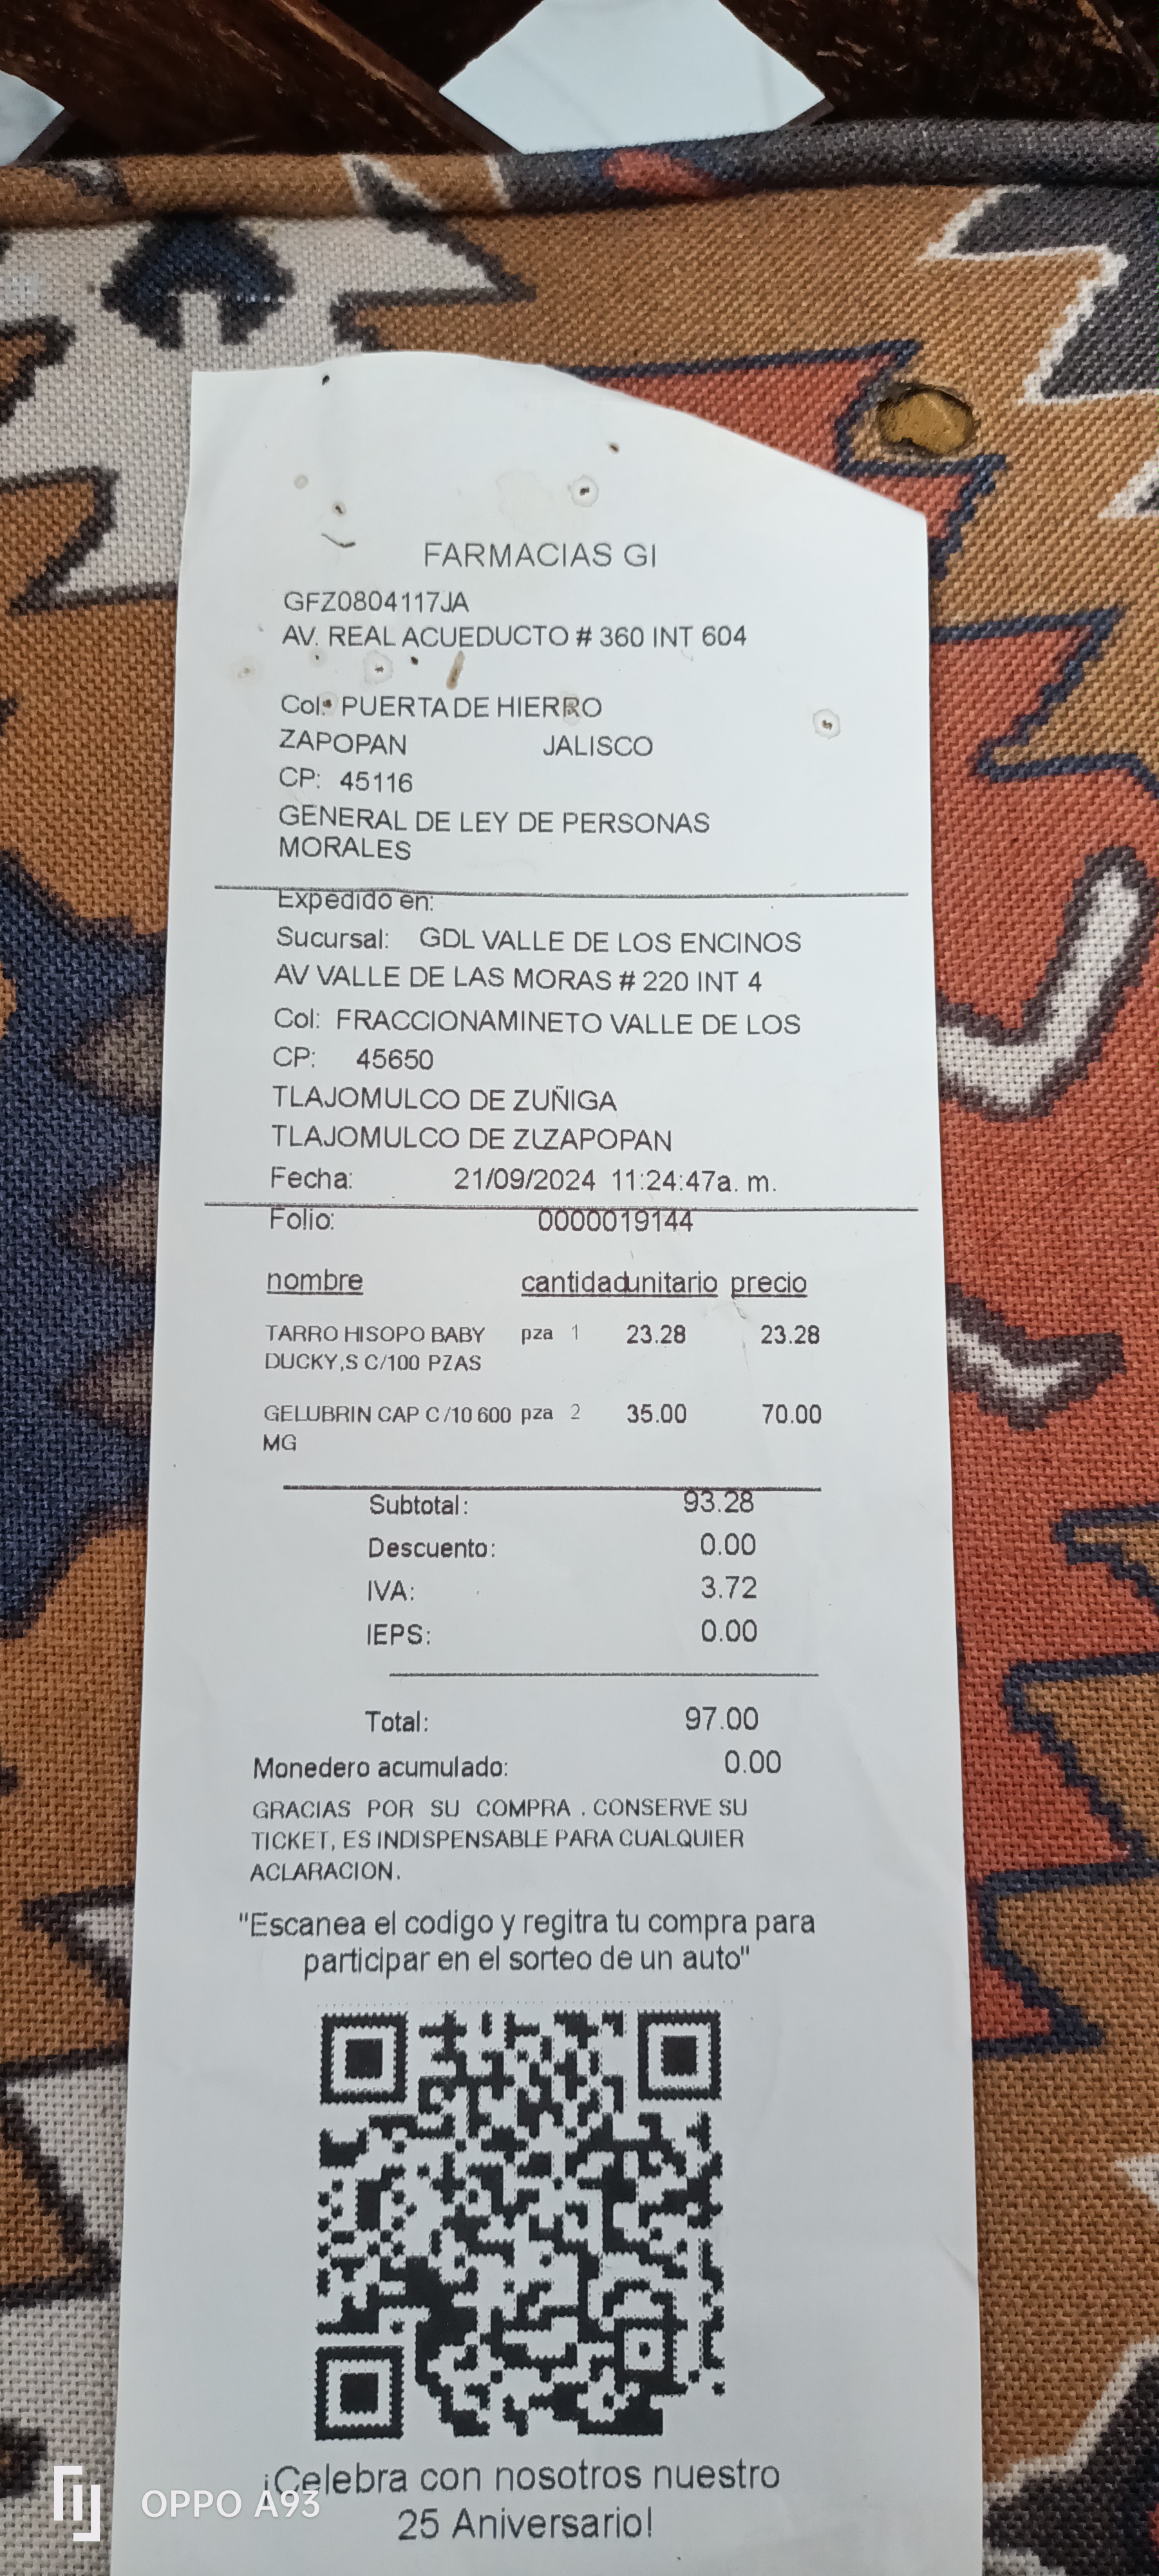 FARMACIAS GI
GFZ0804117JA
AV. REAL ACUEDUCTO # 360 INT 604
Col: PUERTA DE HIERRO
ZAPOPAN JALISCO
CP: 45116
GENERAL DE LEY DE PERSONAS
MORALES
Expedido en:
Sucursal: GDL VALLE DE LOS ENCINOS
AV VALLE DE LAS MORAS # 220 INT 4
Col: FRACCIONAMINETO VALLE DE LOS
CP: 45650
TLAJOMULCO DE ZUÑIGA
TLAJOMULCO DE ZUZAPOPAN
Fecha: 21/09/2024 11:24:47a. m.
Folio: 0000019144
nombre cantidad unitario precio
TARRO HISOPO BABY pza 1 23.28 23.28
DUCKY,S C/100 PZAS
GELUBRIN CAP C/10 600 pza 2 35.00 70.00
MG
Subtotal: 93.28
Descuento: 0.00
IVA: 3.72
IEPS: 0.00
Total: 97.00
Monedero acumulado: 0.00
GRACIAS POR SU COMPRA . CONSERVE SU
TICKET, ES INDISPENSABLE PARA CUALQUIER
ACLARACION.
"Escanea el codigo y regitra tu compra para
participar en el sorteo de un auto"
¡Celebra con nosotros nuestro
25 Aniversario!
OPPO A93